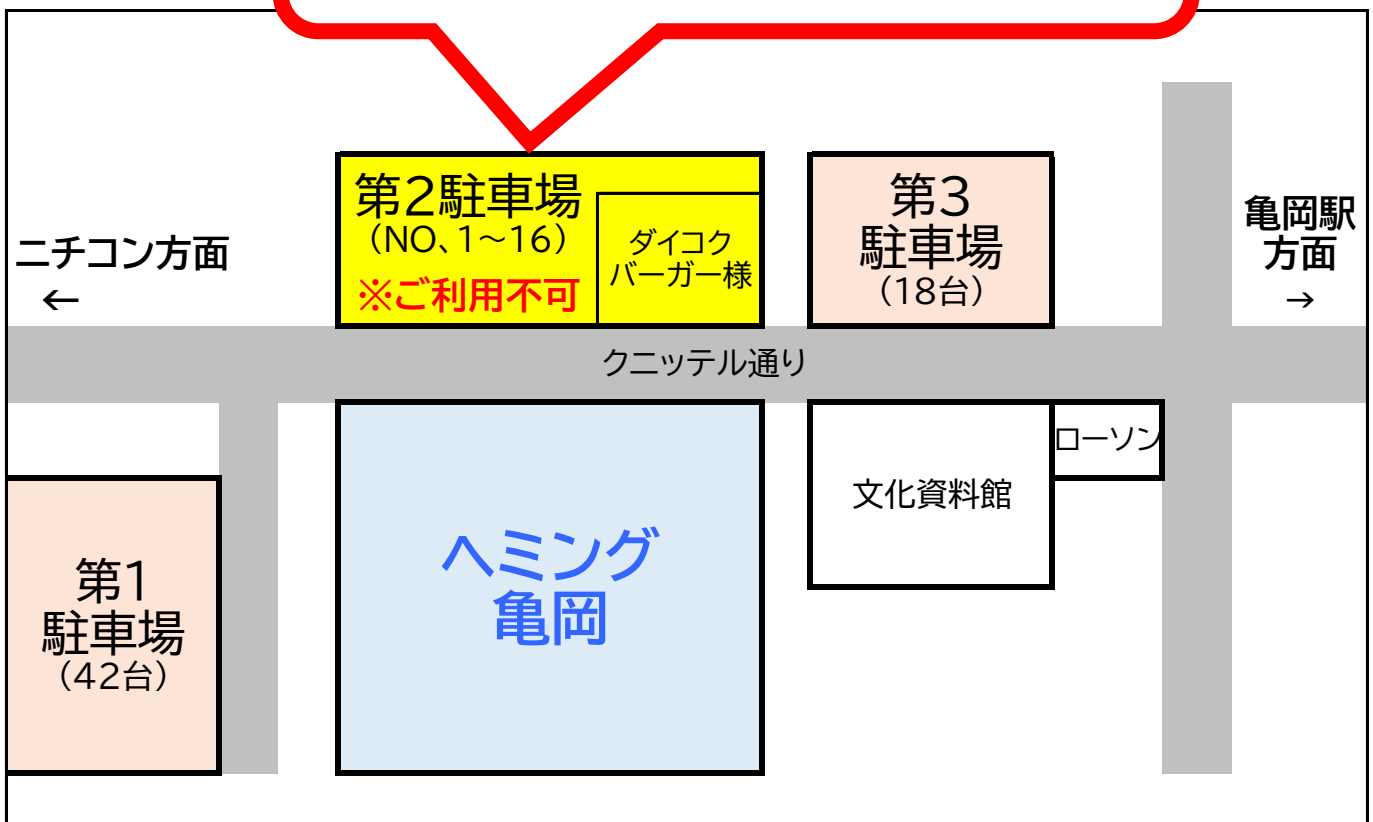 第2駐車場
(NO、1～16)
※ご利用不可
ダイコク
バーガー様
第3
駐車場
(18台)
ニチコン方面
←
亀岡駅
方面
→
クニッテル通り
ローソン
文化資料館
ヘミング
亀岡
第1
駐車場
(42台)